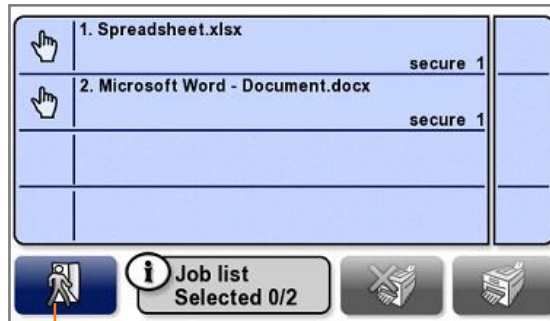 1. Spreadsheet.xlsx
secure 1
2. Microsoft Word - Document.docx
secure 1
i
Job list
Selected 0/2